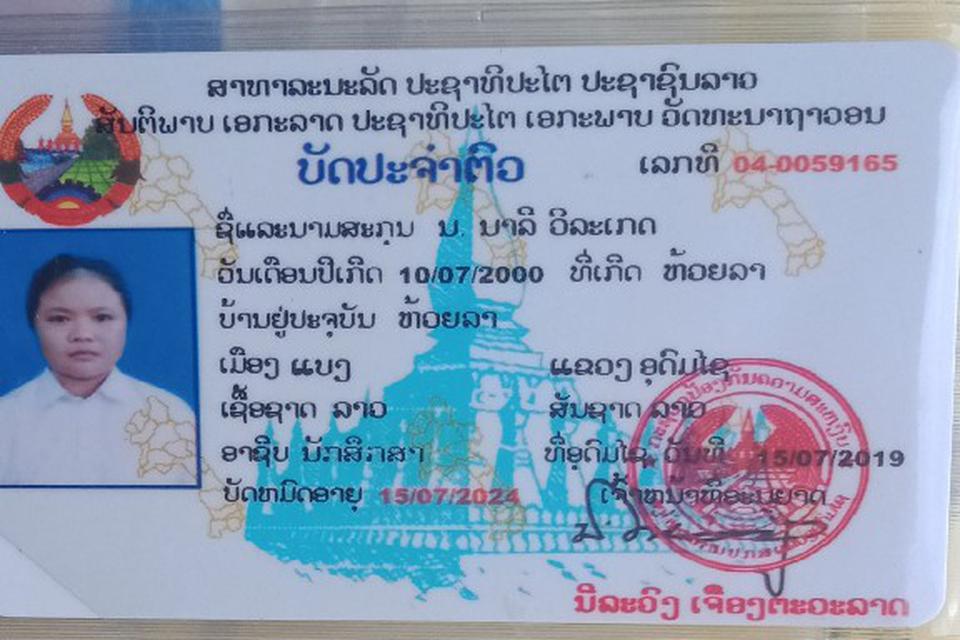 ສາທາລະນະລັດ ປະຊາທິປະໄຕ ປະຊາຊົນລາວ
ສັນຕິພາບ ເອກະລາດ ປະຊາທິປະໄຕ ເອກະພາບ ວັດທະນາຖາວອນ
ບັດປະຈຳຕົວ ເລກທີ 04-0059165
ຊື່ແລະນາມສະກຸນ ນ. ນາລີ ວິລະເກດ
ວັນເດືອນປີເກີດ 10/07/2000 ທີ່ເກີດ ຫ້ວຍລາ
ບ້ານຢູ່ປະຈຸບັນ ຫ້ວຍລາ
ເມືອງ ແບງ ແຂວງ ອຸດົມໄຊ
ເຊື້ອຊາດ ລາວ ສັນຊາດ ລາວ
ອາຊີບ ນັກສຶກສາ ທີ່ອຸດົມໄຊ ວັນທີ 15/07/2019
ບັດຫມົດອາຍຸ 15/07/2024 ເຈົ້າຫນ້າທີ່ອະນຸຍາດ
ນີລະວົງ ເຈືອງຕະວະລາດ